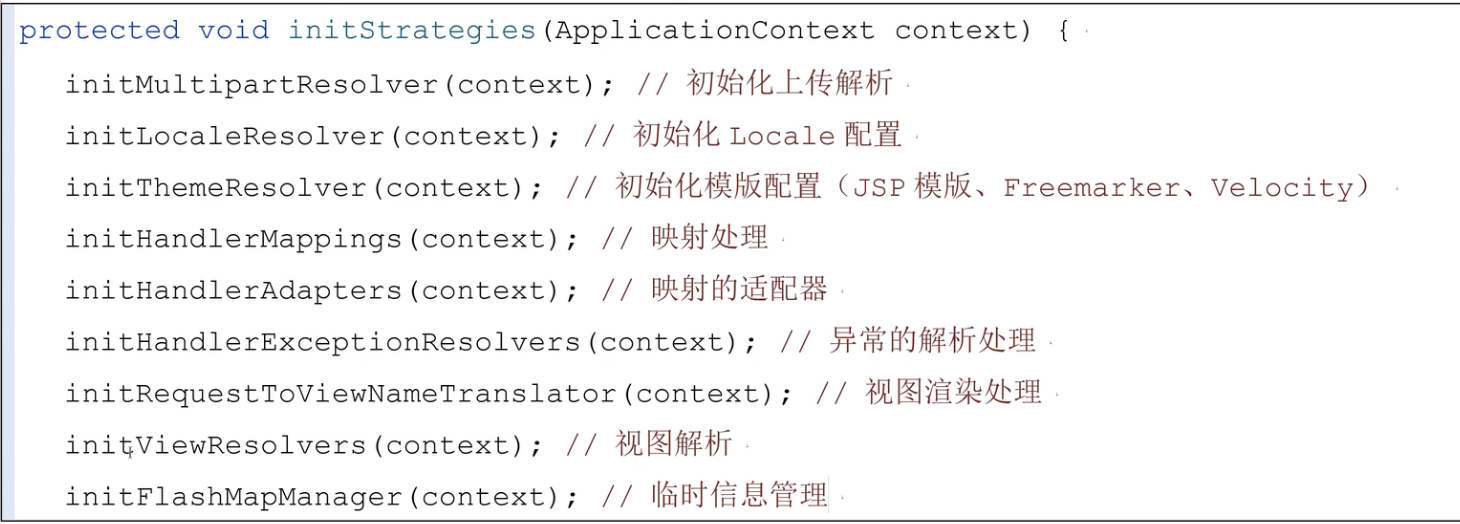 protected void initStrategies(ApplicationContext context) {
initMultipartResolver(context); // 初始化上传解析
initLocaleResolver(context); // 初始化 Locale 配置
initThemeResolver(context); // 初始化模版配置（JSP 模版、Freemarker、Velocity）
initHandlerMappings(context); // 映射处理
initHandlerAdapters(context); // 映射的适配器
initHandlerExceptionResolvers(context); // 异常的解析处理
initRequestToViewNameTranslator(context); // 视图渲染处理
initViewResolvers(context); // 视图解析
initFlashMapManager(context); // 临时信息管理